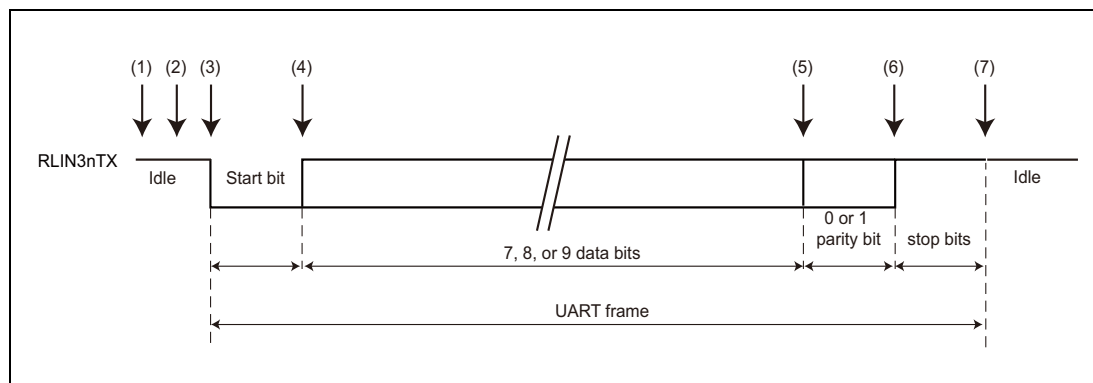 (1) (2) (3) (4) (5) (6) (7)
RLIN3nTX
Idle Start bit Idle
0 or 1
parity bit stop bits
7, 8, or 9 data bits
UART frame